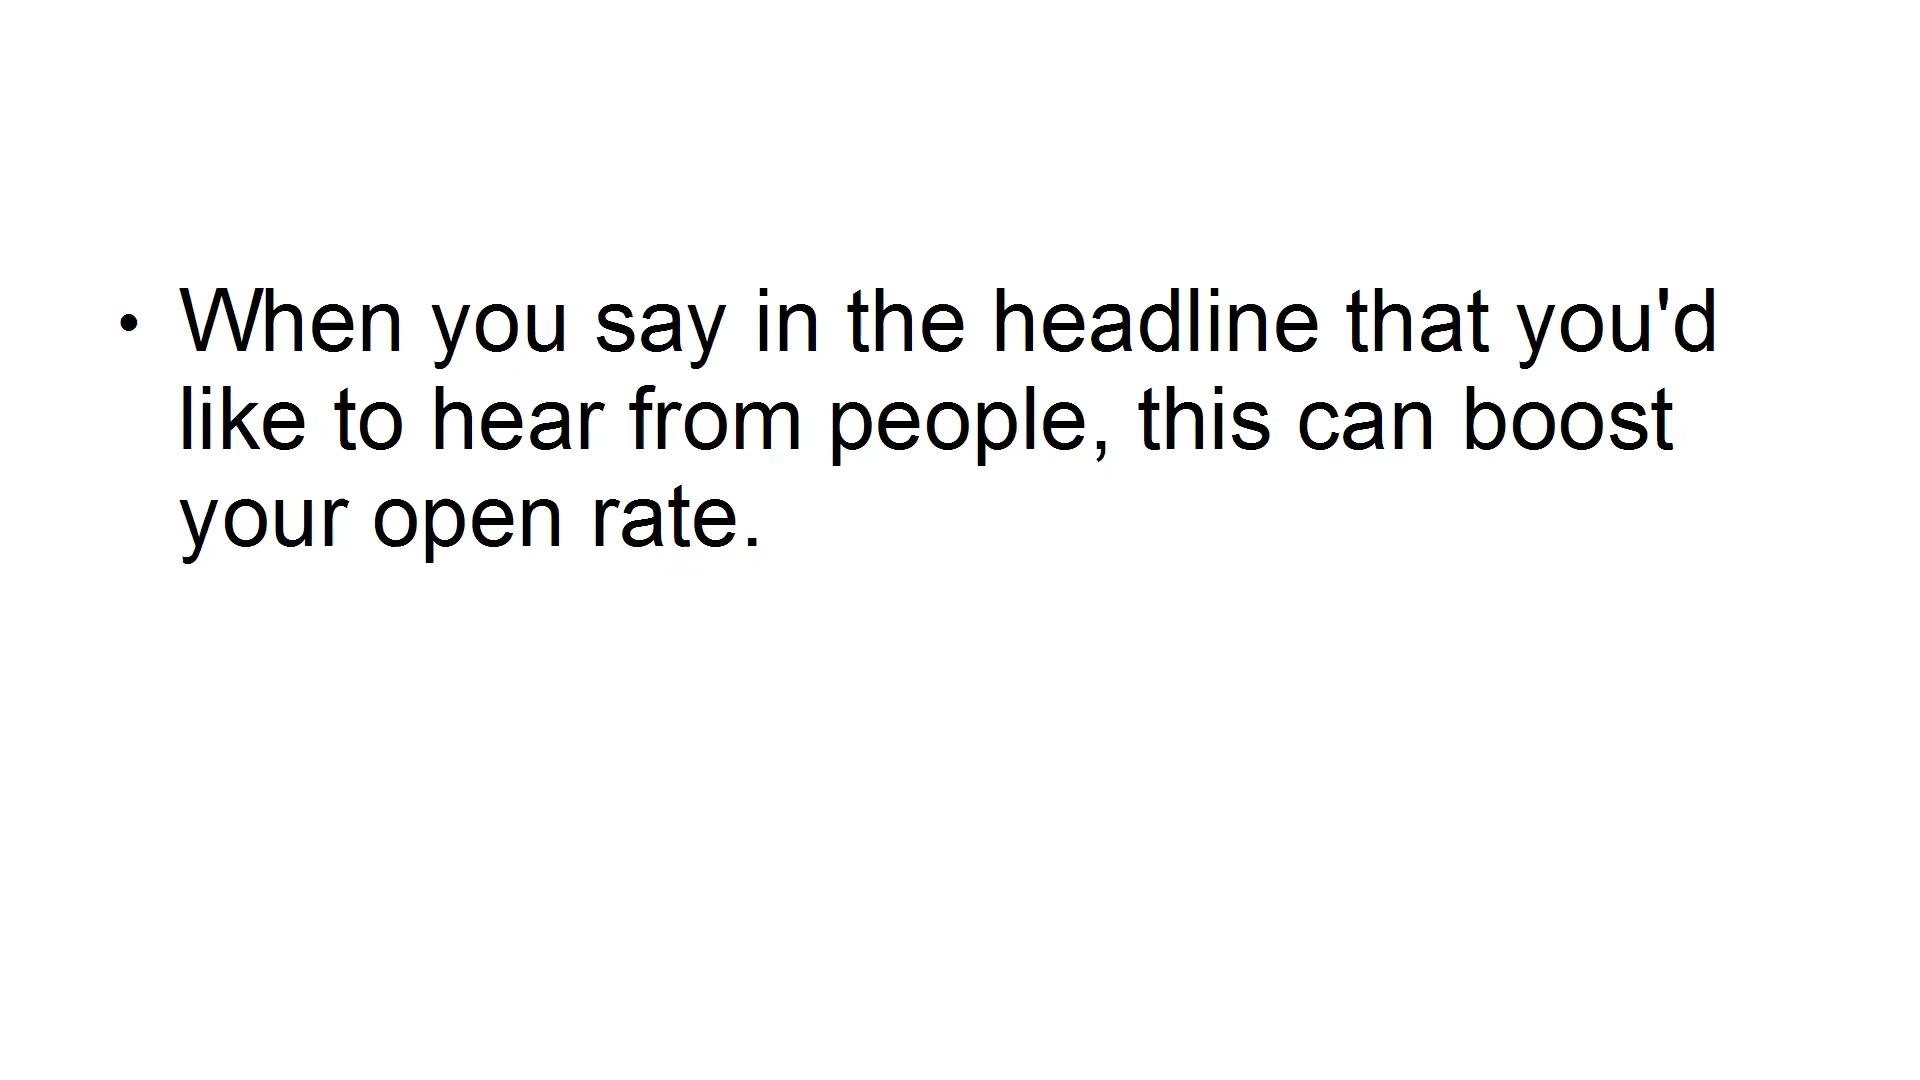 • When you say in the headline that you'd
like to hear from people, this can boost
your open rate.